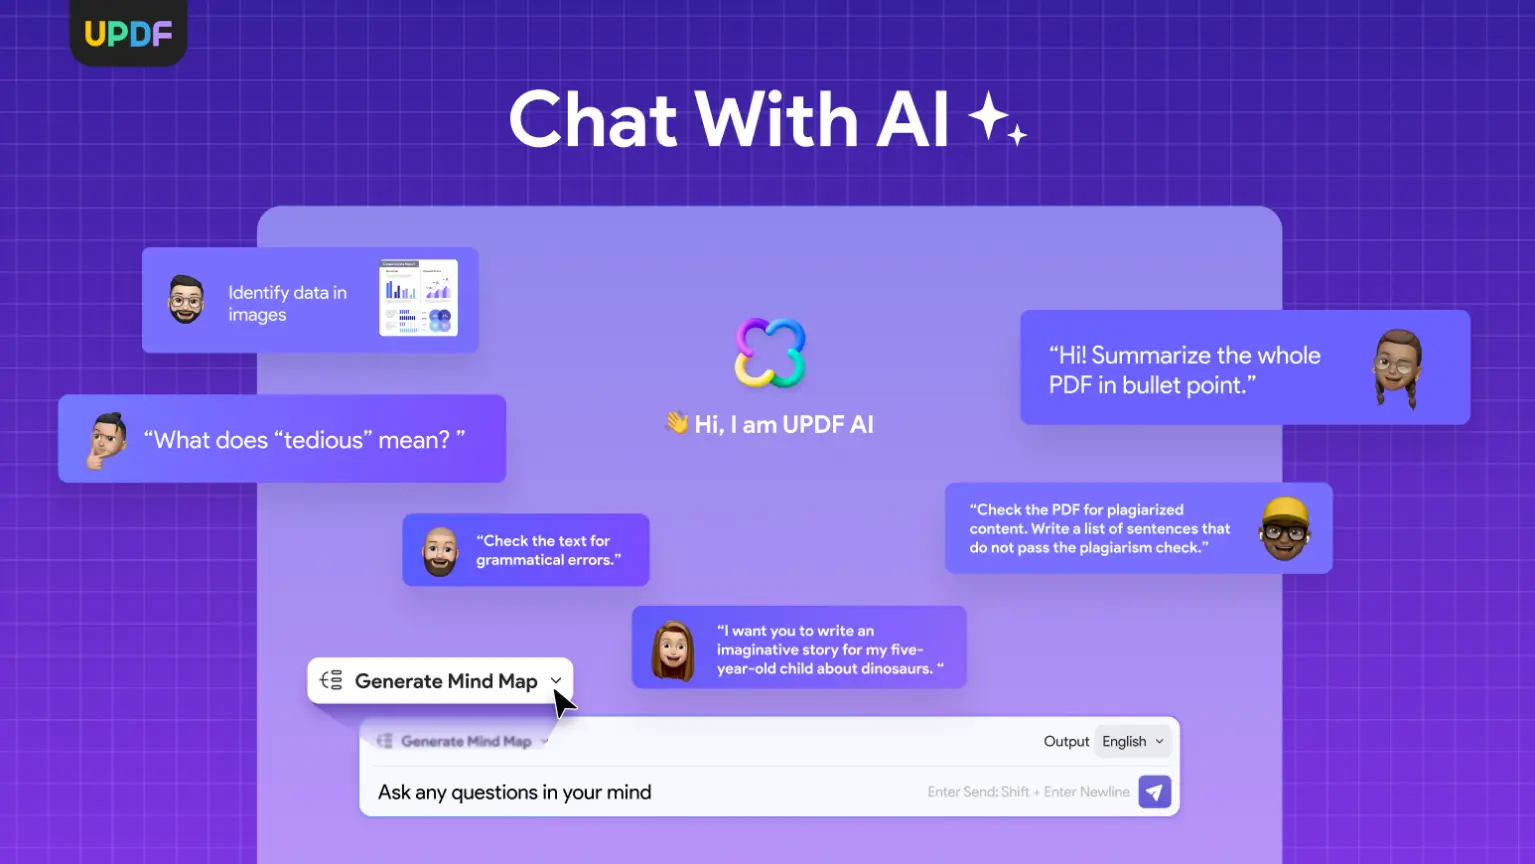 UPDF
Chat With AI
Identify data in
images
“What does “tedious” mean? ”
“Check the text for
grammatical errors.”
👋 Hi, I am UPDF AI
“Hi! Summarize the whole
PDF in bullet point.”
“Check the PDF for plagiarized
content. Write a list of sentences that
do not pass the plagiarism check.”
“I want you to write an
imaginative story for my five-
year-old child about dinosaurs. “
Generate Mind Map
Generate Mind Map
Output English
Ask any questions in your mind
Enter Send; Shift + Enter Newline